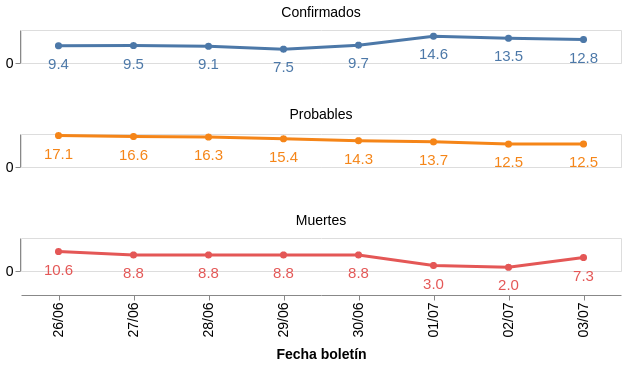 Confirmados
0
9.4 9.5 9.1 7.5 9.7 14.6 13.5 12.8
Probables
0
17.1 16.6 16.3 15.4 14.3 13.7 12.5 12.5
Muertes
0
10.6 8.8 8.8 8.8 8.8 3.0 2.0 7.3
26/06 27/06 28/06 29/06 30/06 01/07 02/07 03/07
Fecha boletín